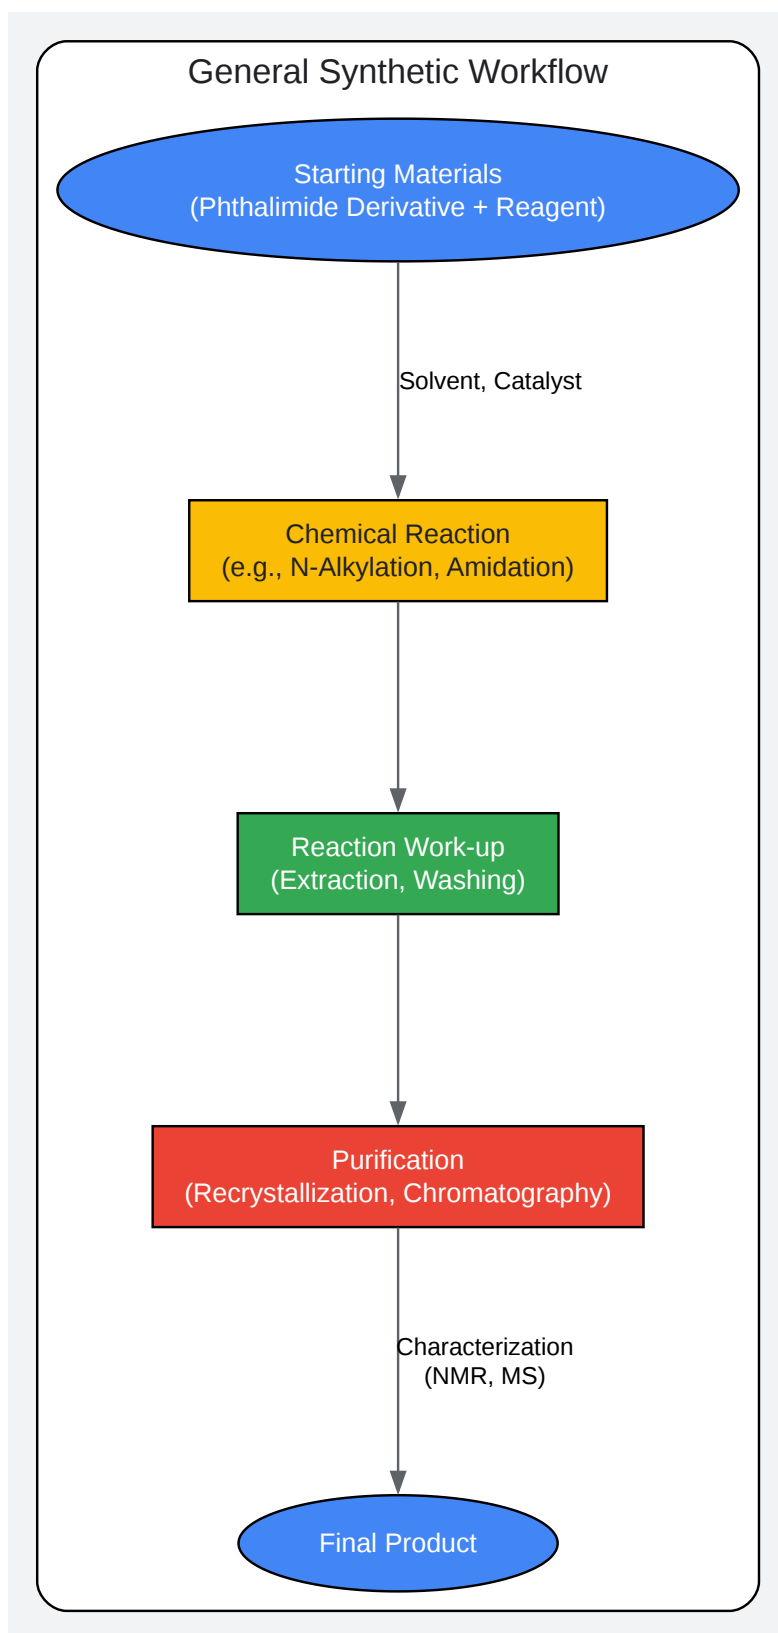 General Synthetic Workflow
Starting Materials
(Phthalimide Derivative + Reagent)
Solvent, Catalyst
Chemical Reaction
(e.g., N-Alkylation, Amidation)
Reaction Work-up
(Extraction, Washing)
Purification
(Recrystallization, Chromatography)
Characterization
(NMR, MS)
Final Product